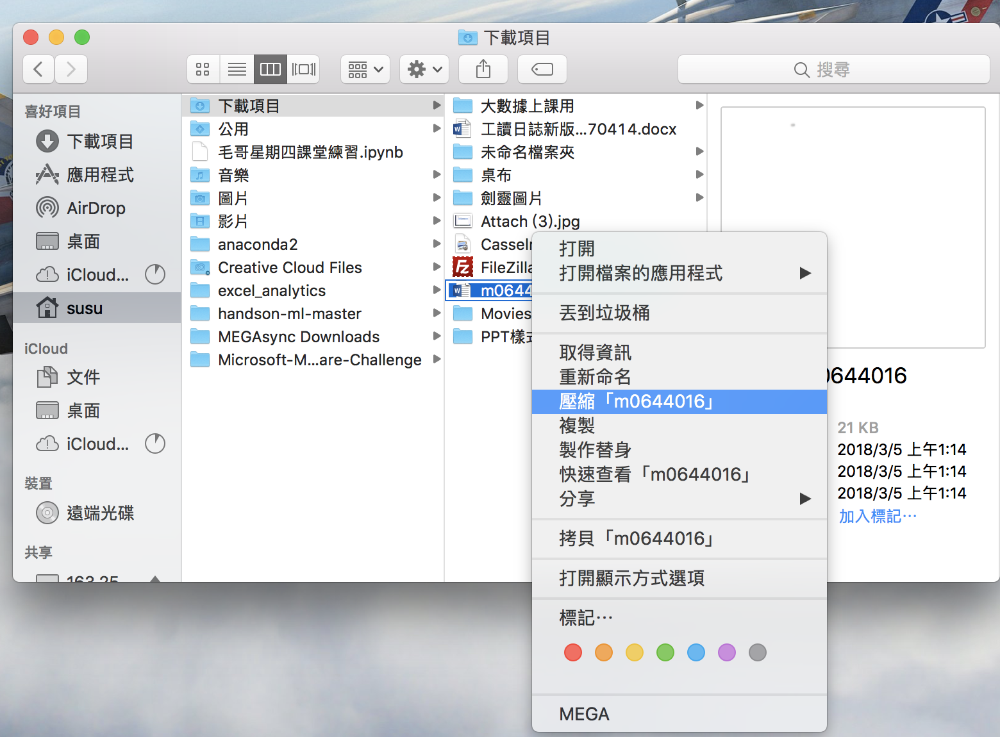 下載項目
搜尋
喜好項目
下載項目
應用程式
AirDrop
桌面
iCloud...
susu
iCloud
文件
桌面
iCloud...
裝置
遠端光碟
共享
163.25
下載項目
公用
毛哥星期四課堂練習.ipynb
音樂
圖片
影片
anaconda2
Creative Cloud Files
excel_analytics
handson-ml-master
MEGAsync Downloads
Microsoft-M...are-Challenge
大數據上課用
工讀日誌新版...70414.docx
未命名檔案夾
桌布
劍靈圖片
Attach (3).jpg
Casseln
FileZilla
m0644
Movies
PPT樣式
打開
打開檔案的應用程式
丟到垃圾桶
取得資訊
重新命名
壓縮「m0644016」
複製
製作替身
快速查看「m0644016」
分享
拷貝「m0644016」
打開顯示方式選項
標記⋯
MEGA
0644016
21 KB
2018/3/5 上午1:14
2018/3/5 上午1:14
2018/3/5 上午1:14
加入標記⋯